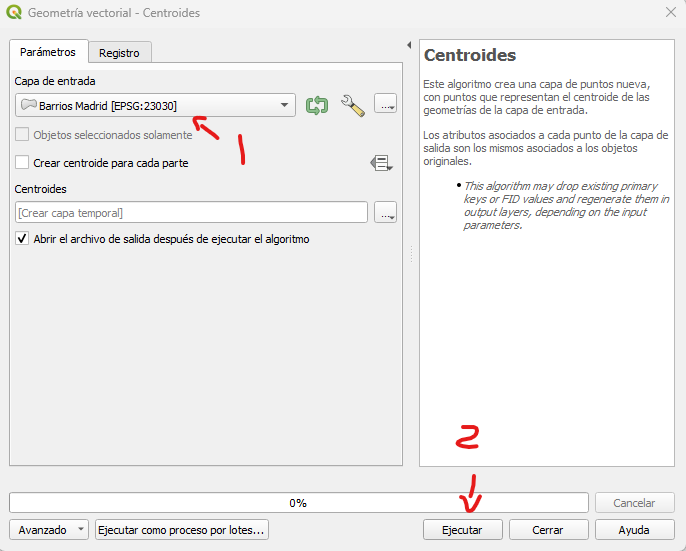 Geometría vectorial - Centroides
Parámetros
Registro
Capa de entrada
Barrios Madrid [EPSG:23030]
...
Objetos seleccionados solamente
1
Crear centroide para cada parte
Centroides
[Crear capa temporal]
...
Abrir el archivo de salida después de ejecutar el algoritmo
Centroides
Este algoritmo crea una capa de puntos nueva,
con puntos que representan el centroide de las
geometrías de la capa de entrada.
Los atributos asociados a cada punto de la capa de
salida son los mismos asociados a los objetos
originales.
• This algorithm may drop existing primary
keys or FID values and regenerate them in
output layers, depending on the input
parameters.
2
0%
Cancelar
Avanzado
Ejecutar como proceso por lotes...
Ejecutar
Cerrar
Ayuda